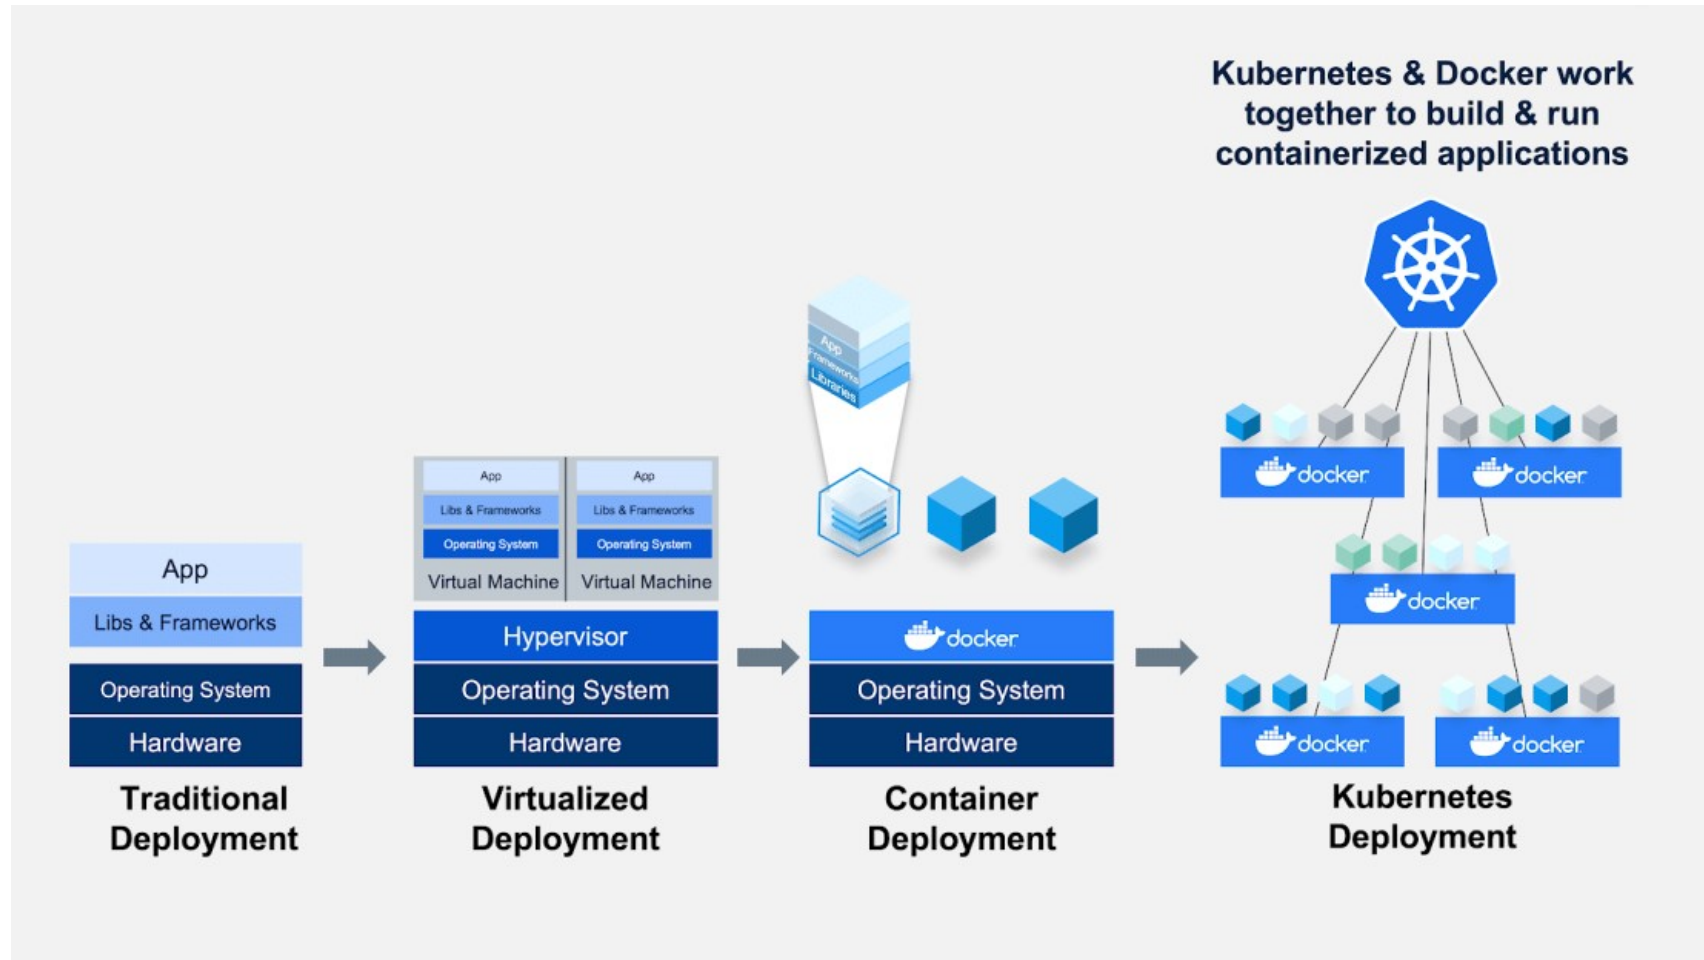 Kubernetes & Docker work
together to build & run
containerized applications
App
Libs & Frameworks
Operating System
Hardware
Traditional
Deployment
App
Libs & Frameworks
Operating System
Virtual Machine
App
Libs & Frameworks
Operating System
Virtual Machine
Hypervisor
Operating System
Hardware
Virtualized
Deployment
App
Frameworks
Libraries
docker
Operating System
Hardware
Container
Deployment
docker
docker
docker
docker
docker
Kubernetes
Deployment